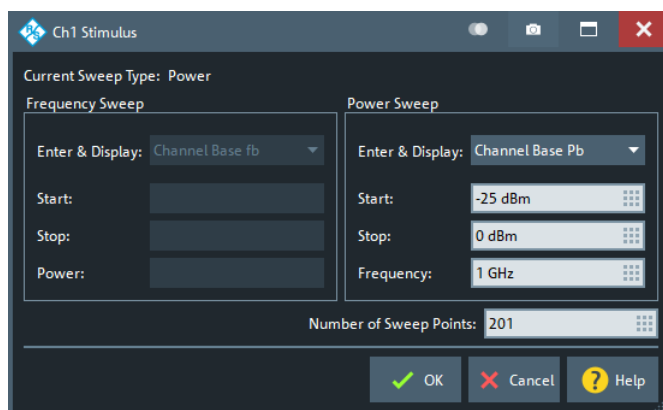 Ch1 Stimulus
Current Sweep Type: Power
Frequency Sweep
Enter & Display: Channel Base fb
Start:
Stop:
Power:
Power Sweep
Enter & Display: Channel Base Pb
Start: -25 dBm
Stop: 0 dBm
Frequency: 1 GHz
Number of Sweep Points: 201
OK
Cancel
? Help